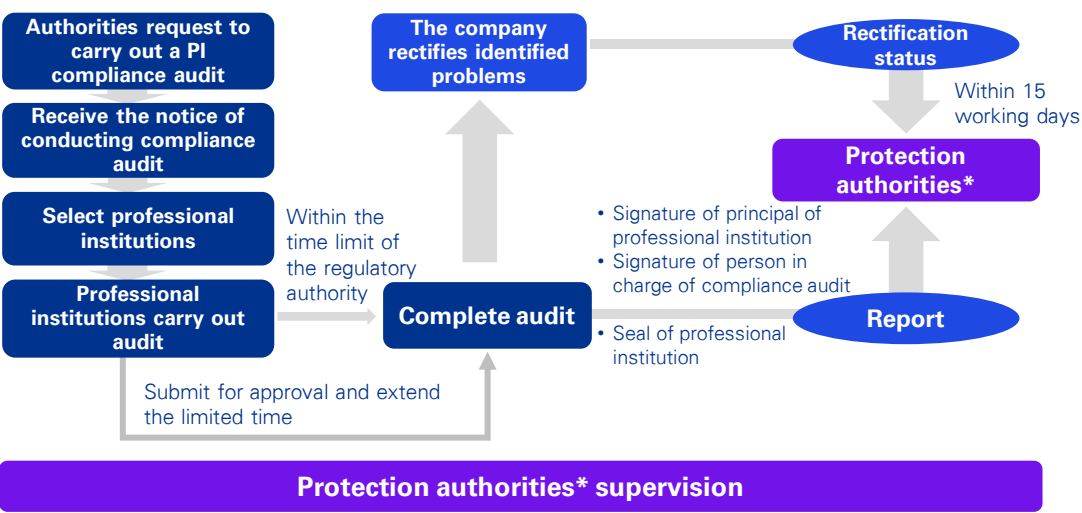 Authorities request to
carry out a PI
compliance audit
Receive the notice of
conducting compliance
audit
Select professional
institutions
Professional
institutions carry out
audit
Within the
time limit of
the regulatory
authority
Submit for approval and extend
the limited time
Complete audit
The company
rectifies identified
problems
Rectification
status
Within 15
working days
Protection
authorities*
• Signature of principal of
professional institution
• Signature of person in
charge of compliance audit
• Seal of professional
institution
Report
Protection authorities* supervision